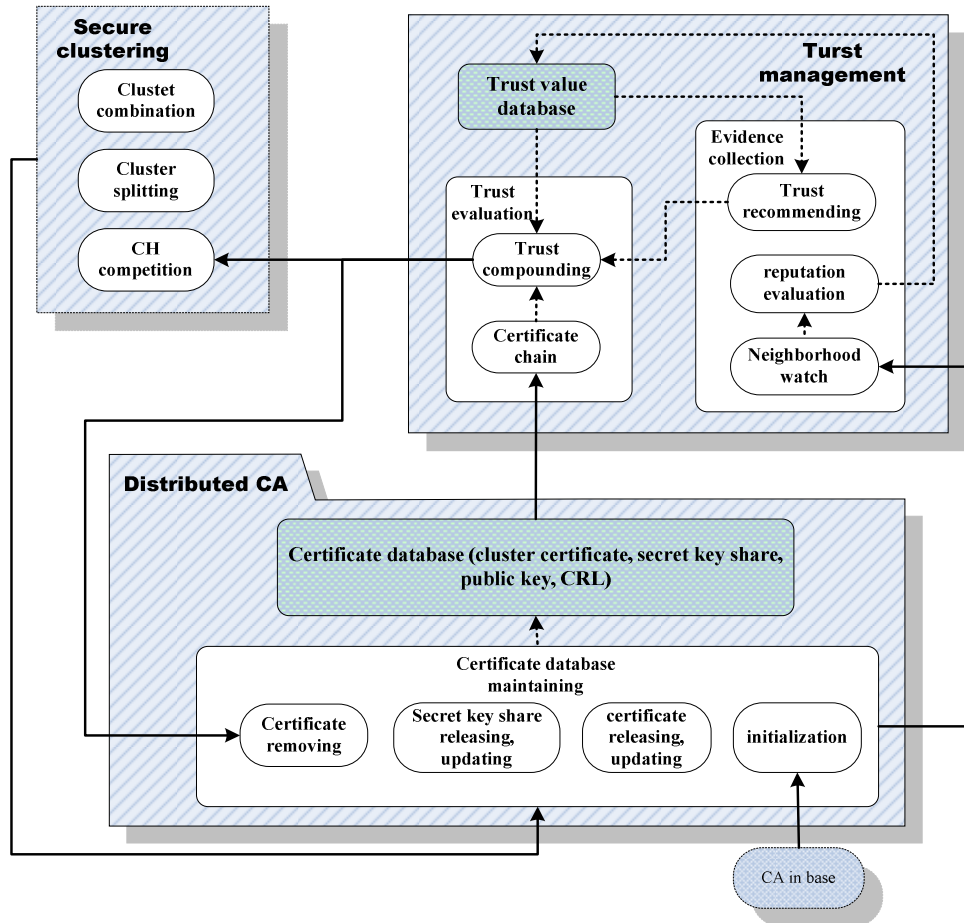 Secure
clustering
Clustet
combination
Cluster
splitting
CH
competition
Turst
management
Trust value
database
Evidence
collection
Trust
recommending
reputation
evaluation
Neighborhood
watch
Trust
evaluation
Trust
compounding
Certificate
chain
Distributed CA
Certificate database (cluster certificate, secret key share,
public key, CRL)
Certificate database
maintaining
Certificate
removing
Secret key share
releasing,
updating
certificate
releasing,
updating
initialization
CA in base